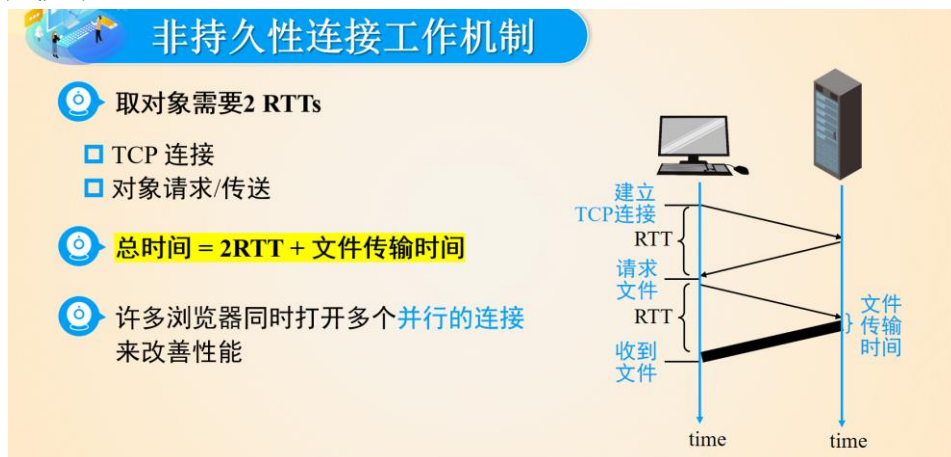 非持久性连接工作机制
取对象需要2 RTTs
TCP 连接
对象请求/传送
总时间 = 2RTT + 文件传输时间
许多浏览器同时打开多个并行的连接
来改善性能
建立
TCP连接
RTT
请求
文件
RTT
收到
文件
文件
传输
时间
time
time